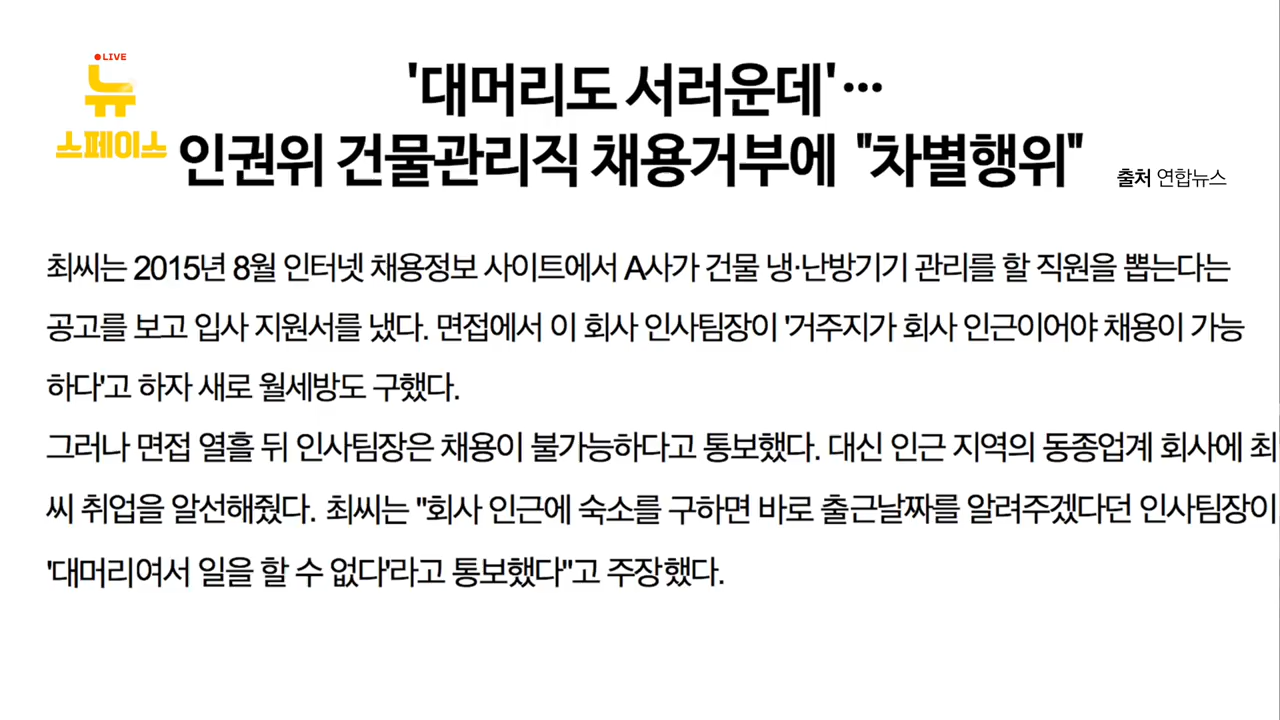 LIVE
뉴
스페이스
'대머리도 서러운데'…
인권위 건물관리직 채용거부에 "차별행위"
출처 연합뉴스
최씨는 2015년 8월 인터넷 채용정보 사이트에서 A사가 건물 냉·난방기기 관리를 할 직원을 뽑는다는
공고를 보고 입사 지원서를 냈다. 면접에서 이 회사 인사팀장이 '거주지가 회사 인근이어야 채용이 가능
하다'고 하자 새로 월세방도 구했다.
그러나 면접 열흘 뒤 인사팀장은 채용이 불가능하다고 통보했다. 대신 인근 지역의 동종업계 회사에 최
씨 취업을 알선해줬다. 최씨는 "회사 인근에 숙소를 구하면 바로 출근날짜를 알려주겠다던 인사팀장이
'대머리여서 일을 할 수 없다'라고 통보했다"고 주장했다.